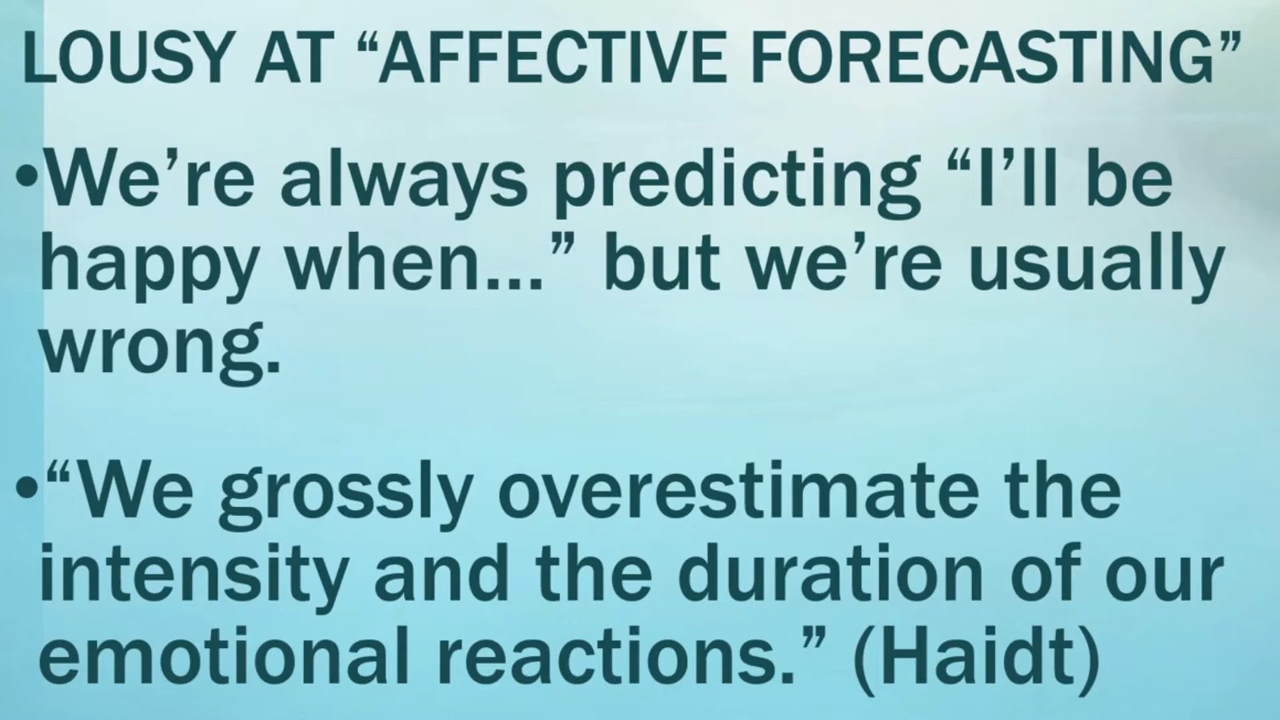 LOUSY AT “AFFECTIVE FORECASTING”
•We’re always predicting “I’ll be
happy when...” but we’re usually
wrong.
•“We grossly overestimate the
intensity and the duration of our
emotional reactions.” (Haidt)